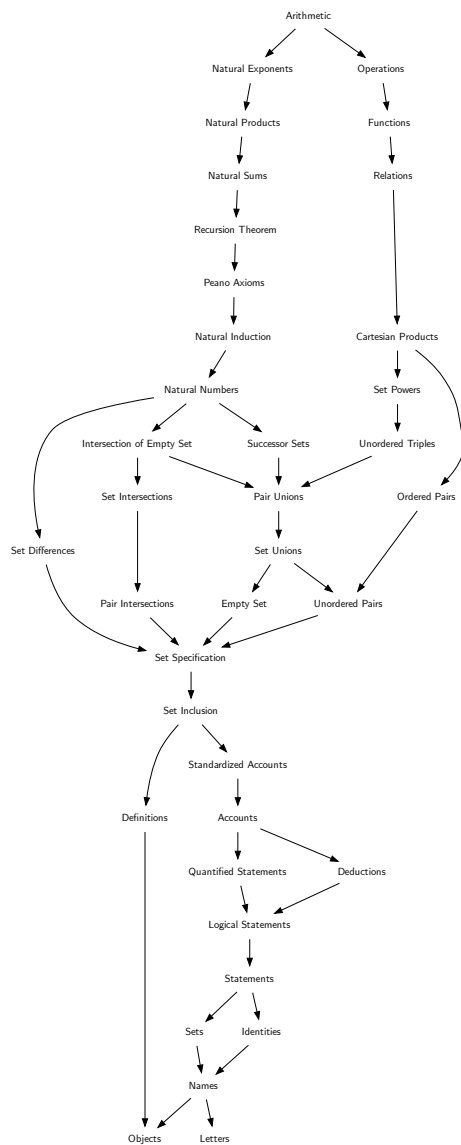 Arithmetic
Natural Exponents
Operations
Natural Products
Functions
Natural Sums
Relations
Recursion Theorem
Peano Axioms
Natural Induction
Cartesian Products
Natural Numbers
Set Powers
Intersection of Empty Set
Successor Sets
Unordered Triples
Set Intersections
Pair Unions
Ordered Pairs
Set Differences
Set Unions
Pair Intersections
Empty Set
Unordered Pairs
Set Specification
Set Inclusion
Standardized Accounts
Definitions
Accounts
Quantified Statements
Deductions
Logical Statements
Statements
Sets
Identities
Names
Objects
Letters